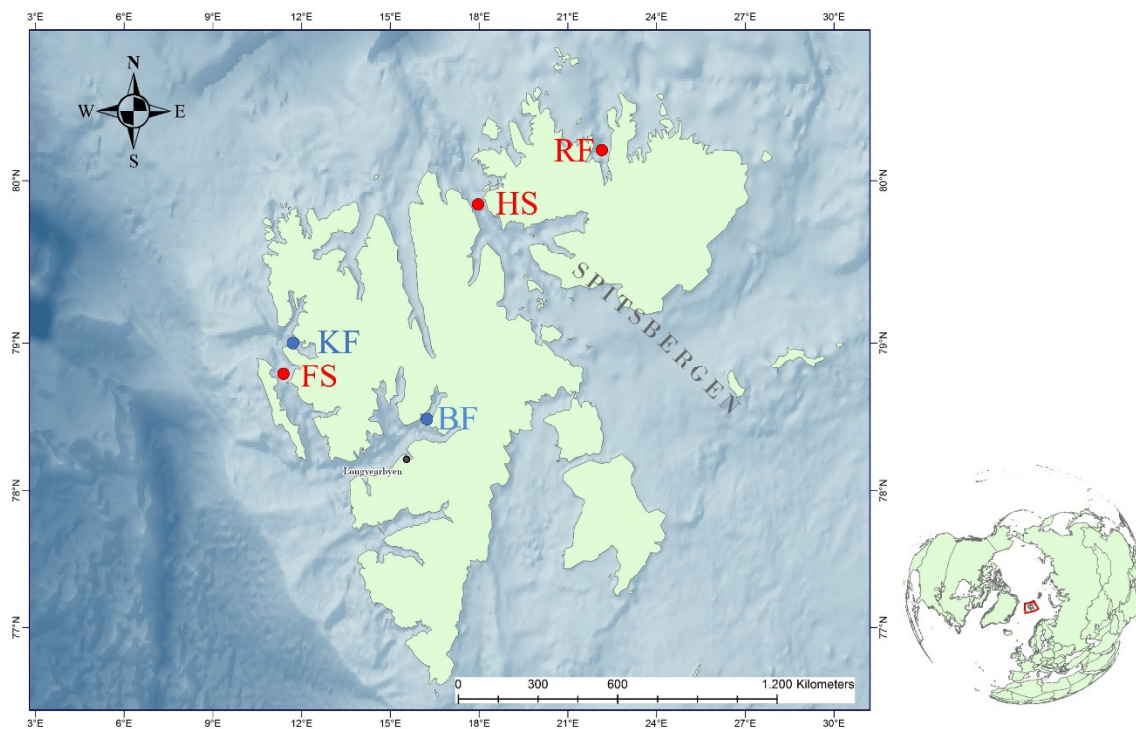 3°E 6°E 9°E 12°E 15°E 18°E 21°E 24°E 27°E 30°E
N
W E
S
80°N 80°N
RF
HS
SPITSBERGEN
79°N 79°N
KF
FS
BF
Longyearbyen
78°N 78°N
77°N 77°N
0 300 600 1,200 Kilometers
3°E 6°E 9°E 12°E 15°E 18°E 21°E 24°E 27°E 30°E